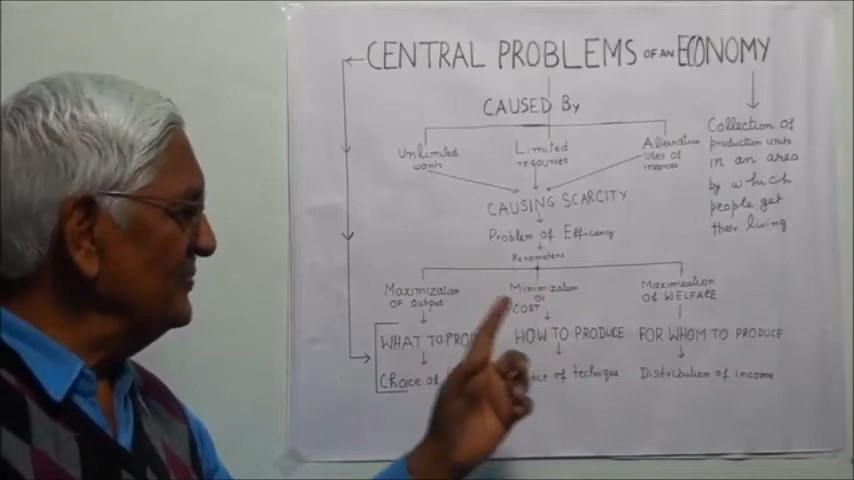 CENTRAL PROBLEMS OF AN ECONOMY
CAUSED By
Unlimited
wants
Limited
resources
Alternative
uses of
resources
Collection of
production units
in an area
by which
people get
their living
CAUSING SCARCITY
Problem of Efficiency
Parameters
Maximization
OF Output
Minimization
OF
COST
Maximization
of WELFARE
WHAT TO
HOW TO PRODUCE
FOR WHOM TO PRODUCE
Choice of
of technique
Distribution of income